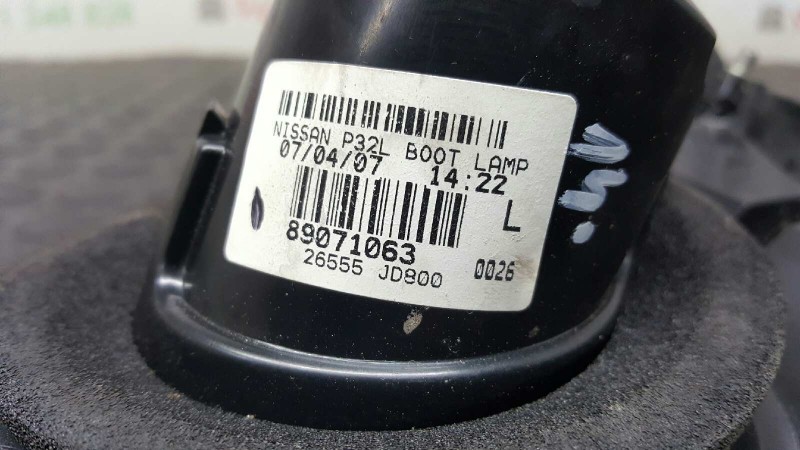 NISSAN P32L BOOT LAMP
07/04/07 14:22
L
89071063
26555 JD800 0026